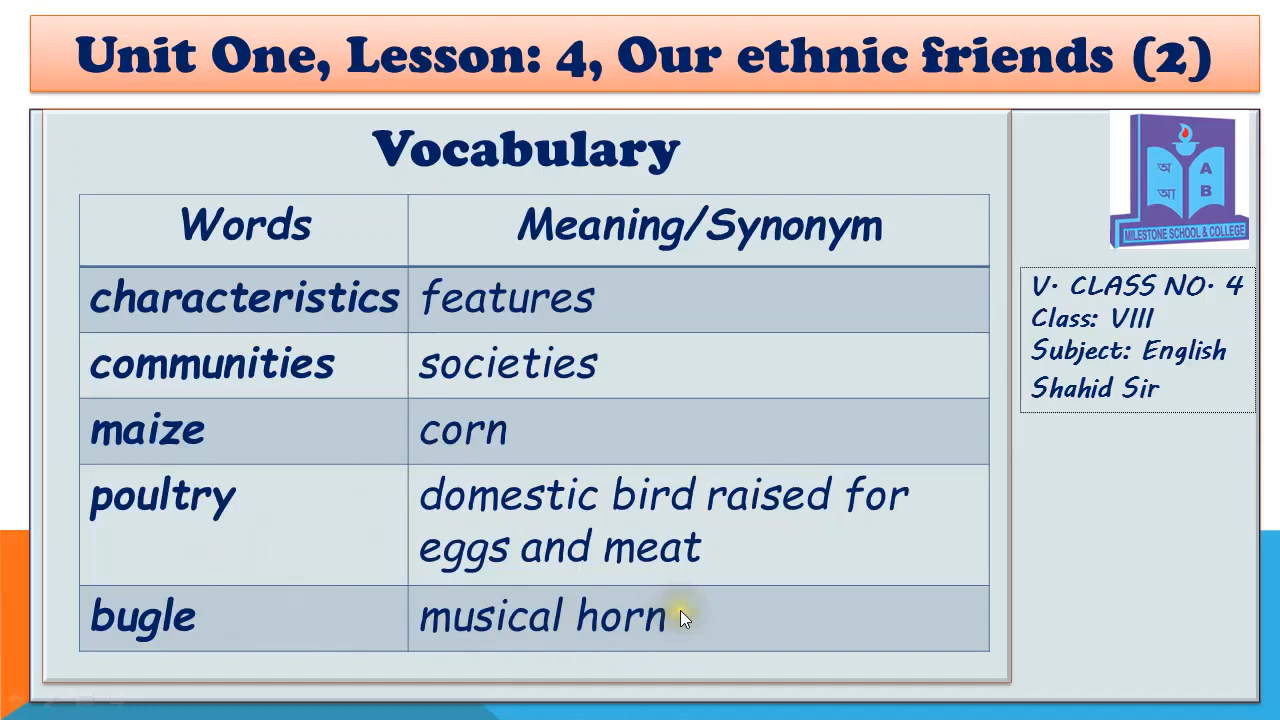 Unit One, Lesson: 4, Our ethnic friends (2)
Vocabulary
Words Meaning/Synonym
characteristics features
communities societies
maize corn
poultry domestic bird raised for
eggs and meat
bugle musical horn
অ A
আ B
MILESTONE SCHOOL & COLLEGE
V. CLASS NO. 4
Class: VIII
Subject: English
Shahid Sir